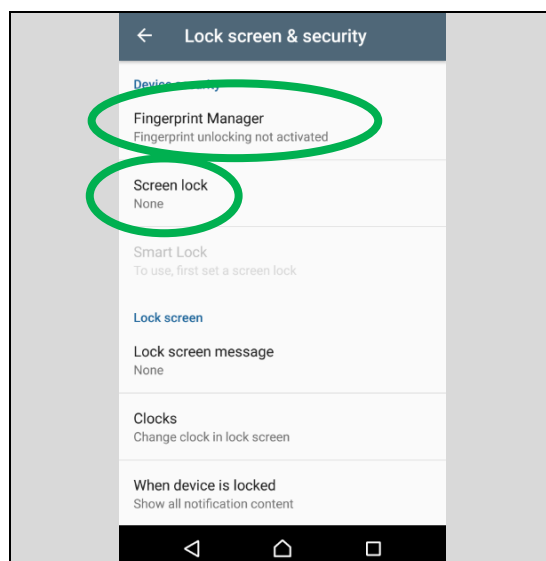 Lock screen & security
Device security
Fingerprint Manager
Fingerprint unlocking not activated
Screen lock
None
Smart Lock
To use, first set a screen lock
Lock screen
Lock screen message
None
Clocks
Change clock in lock screen
When device is locked
Show all notification content